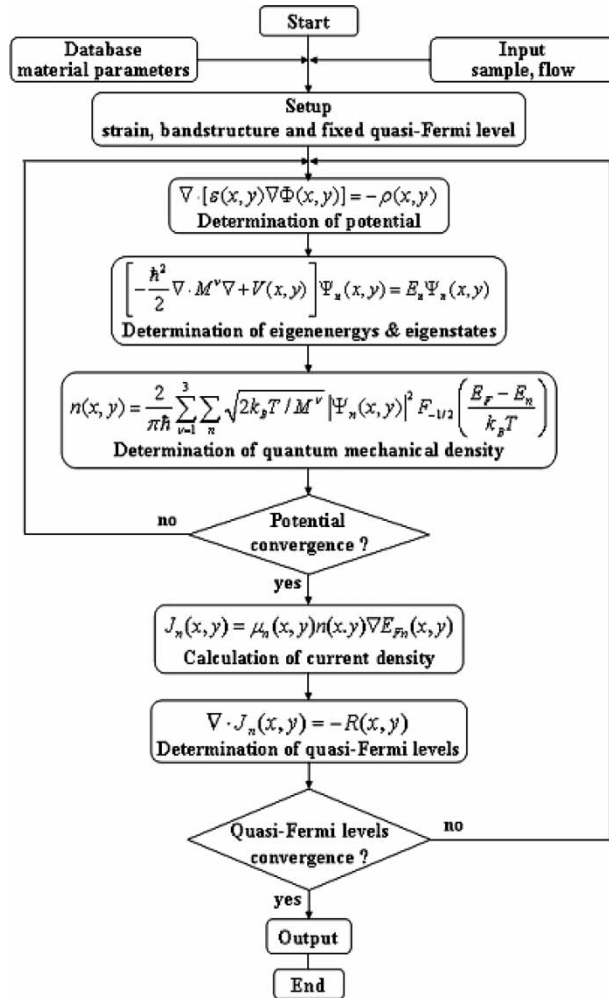 Start
Database
material parameters
Input
sample, flow
Setup
strain, bandstructure and fixed quasi-Fermi level
∇·[ε(x,y)∇Φ(x,y)]=−ρ(x,y)
Determination of potential
[−ℏ²/2 ∇·M^ν∇+V(x,y)]Ψ_n(x,y)=E_nΨ_n(x,y)
Determination of eigenenergys & eigenstates
n(x,y)=2/πℏ ∑_{ν=1}^{3}∑_n √(2k_BT/M^ν) |Ψ_n(x,y)|² F_{−1/2}((E_F−E_n)/k_BT)
Determination of quantum mechanical density
no
Potential
convergence ?
yes
J_n(x,y)=μ_n(x,y)n(x.y)∇E_{Fn}(x,y)
Calculation of current density
∇·J_n(x,y)=−R(x,y)
Determination of quasi-Fermi levels
Quasi-Fermi levels
convergence ?
no
yes
Output
End